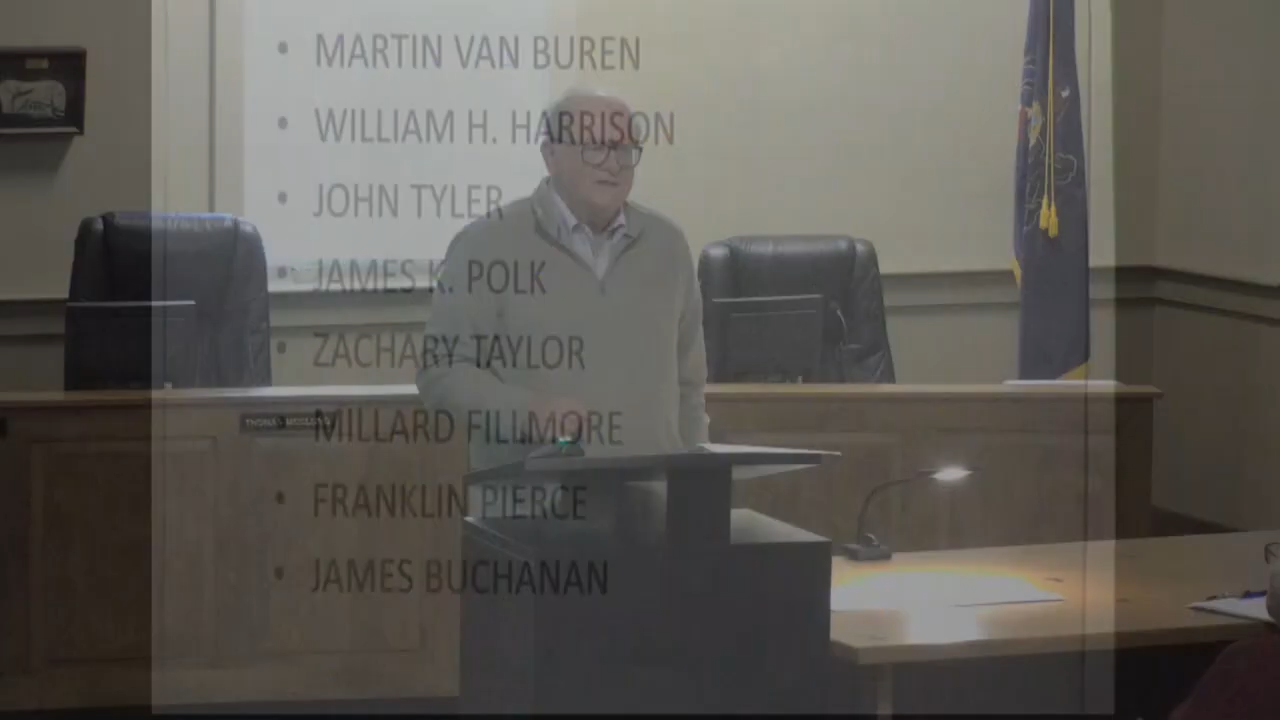 • MARTIN VAN BUREN
• WILLIAM H. HARRISON
• JOHN TYLER
• JAMES K. POLK
• ZACHARY TAYLOR
• MILLARD FILLMORE
• FRANKLIN PIERCE
• JAMES BUCHANAN